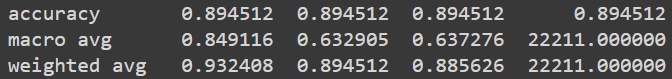 accuracy 0.894512 0.894512 0.894512 0.894512
macro avg 0.849116 0.632905 0.637276 22211.000000
weighted avg 0.932408 0.894512 0.885626 22211.000000